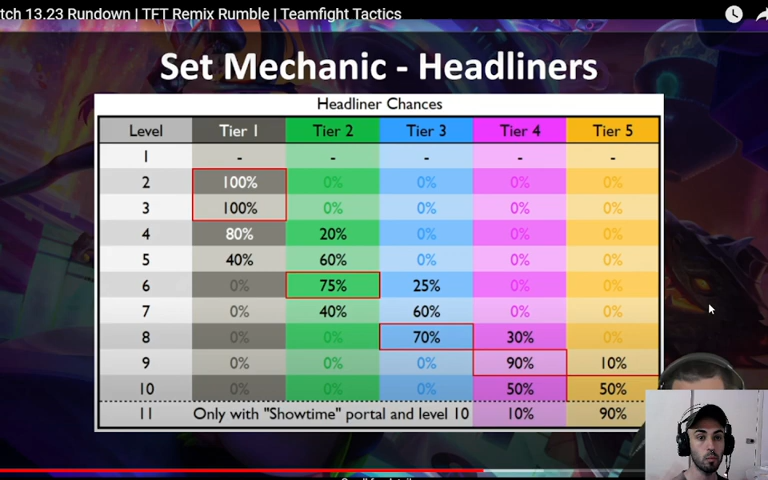 tch 13.23 Rundown | TFT Remix Rumble | Teamfight Tactics
Set Mechanic - Headliners
Headliner Chances
Level Tier 1 Tier 2 Tier 3 Tier 4 Tier 5
1 - - - - -
2 100% 0% 0% 0% 0%
3 100% 0% 0% 0% 0%
4 80% 20% 0% 0% 0%
5 40% 60% 0% 0% 0%
6 0% 75% 25% 0% 0%
7 0% 40% 60% 0% 0%
8 0% 0% 70% 30% 0%
9 0% 0% 0% 90% 10%
10 0% 0% 0% 50% 50%
11 Only with "Showtime" portal and level 10 10% 90%